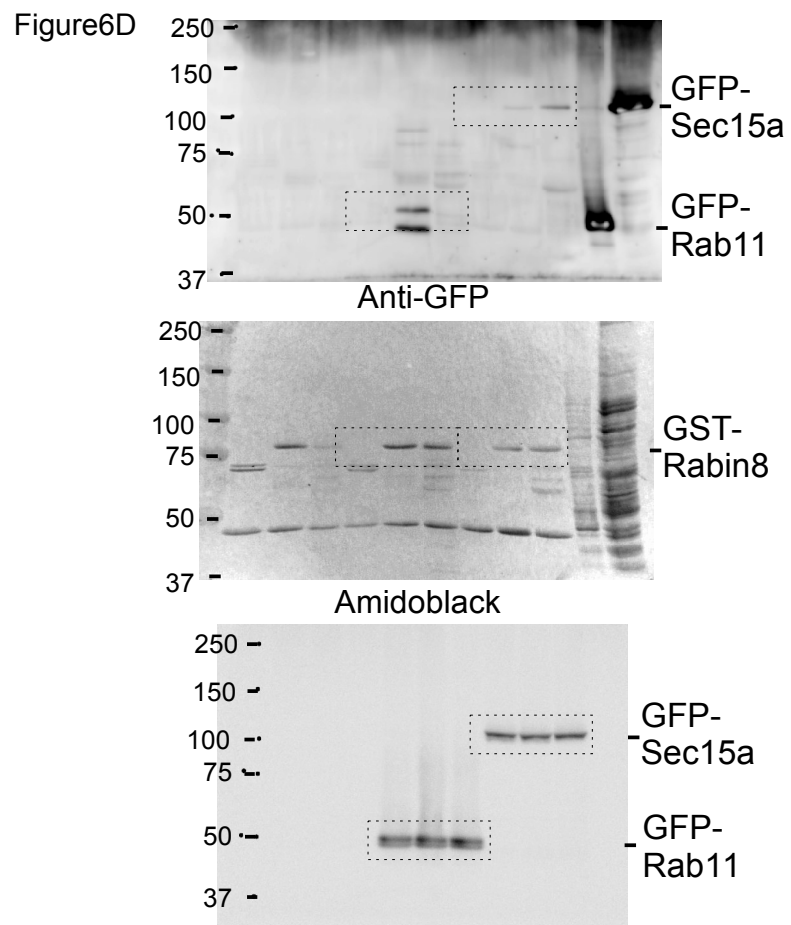 Figure6D
250
150
100
75
50
37
GFP-
Sec15a
GFP-
Rab11
Anti-GFP
250
150
100
75
50
37
GST-
Rabin8
Amidoblack
250
150
100
75
50
37
GFP-
Sec15a
GFP-
Rab11